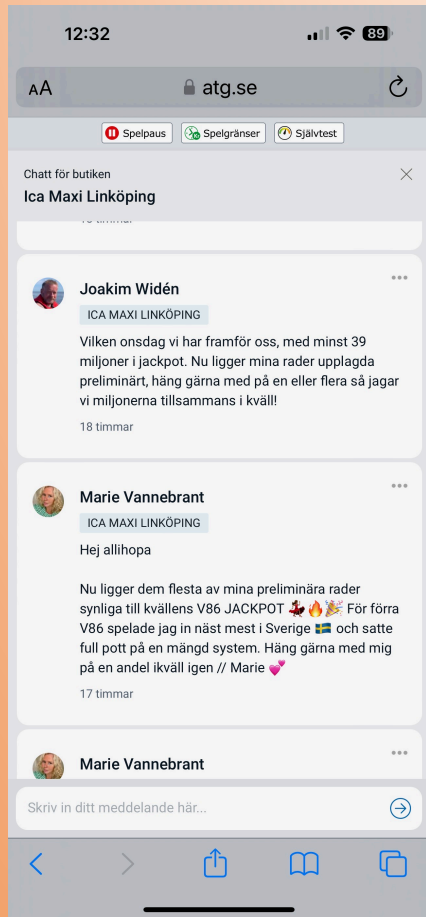 12:32
89
AA
atg.se
Spelpaus
Spelgränser
Självtest
Chatt för butiken
Ica Maxi Linköping
Joakim Widén
ICA MAXI LINKÖPING
Vilken onsdag vi har framför oss, med minst 39
miljoner i jackpot. Nu ligger mina rader upplagda
preliminärt, häng gärna med på en eller flera så jagar
vi miljonerna tillsammans i kväll!
18 timmar
Marie Vannebrant
ICA MAXI LINKÖPING
Hej allihopa
Nu ligger dem flesta av mina preliminära rader
synliga till kvällens V86 JACKPOT 💃🔥🎉 För förra
V86 spelade jag in näst mest i Sverige 🇸🇪 och satte
full pott på en mängd system. Häng gärna med mig
på en andel ikväll igen // Marie 💕
17 timmar
Marie Vannebrant
Skriv in ditt meddelande här...